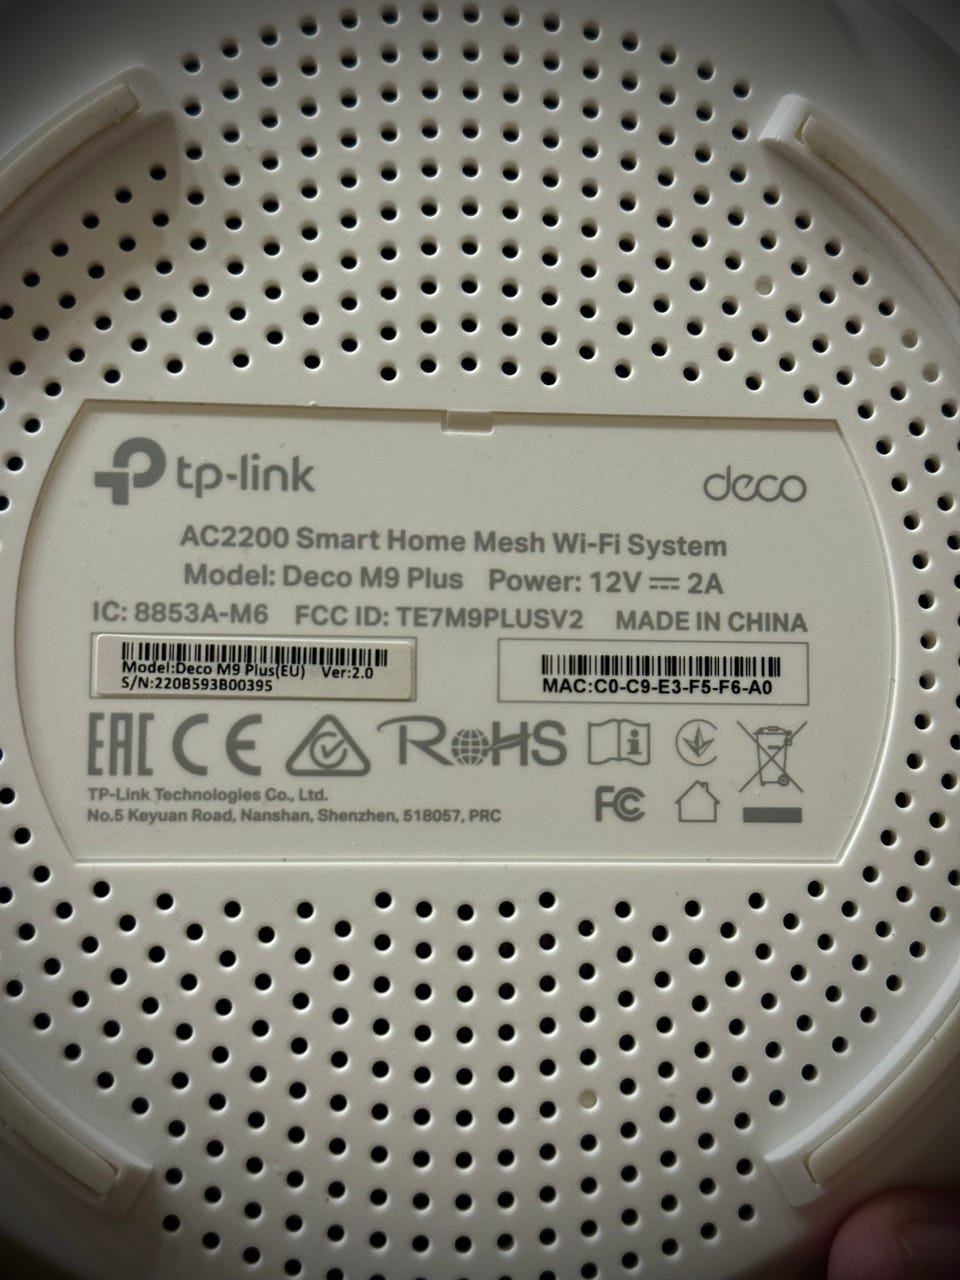 tp-link deco
AC2200 Smart Home Mesh Wi-Fi System
Model: Deco M9 Plus Power: 12V ⎓ 2A
IC: 8853A-M6 FCC ID: TE7M9PLUSV2 MADE IN CHINA
Model:Deco M9 Plus(EU) Ver:2.0
S/N:220B593B00395
MAC:C0-C9-E3-F5-F6-A0
EAC CE RoHS i
FC
TP-Link Technologies Co., Ltd.
No.5 Keyuan Road, Nanshan, Shenzhen, 518057, PRC